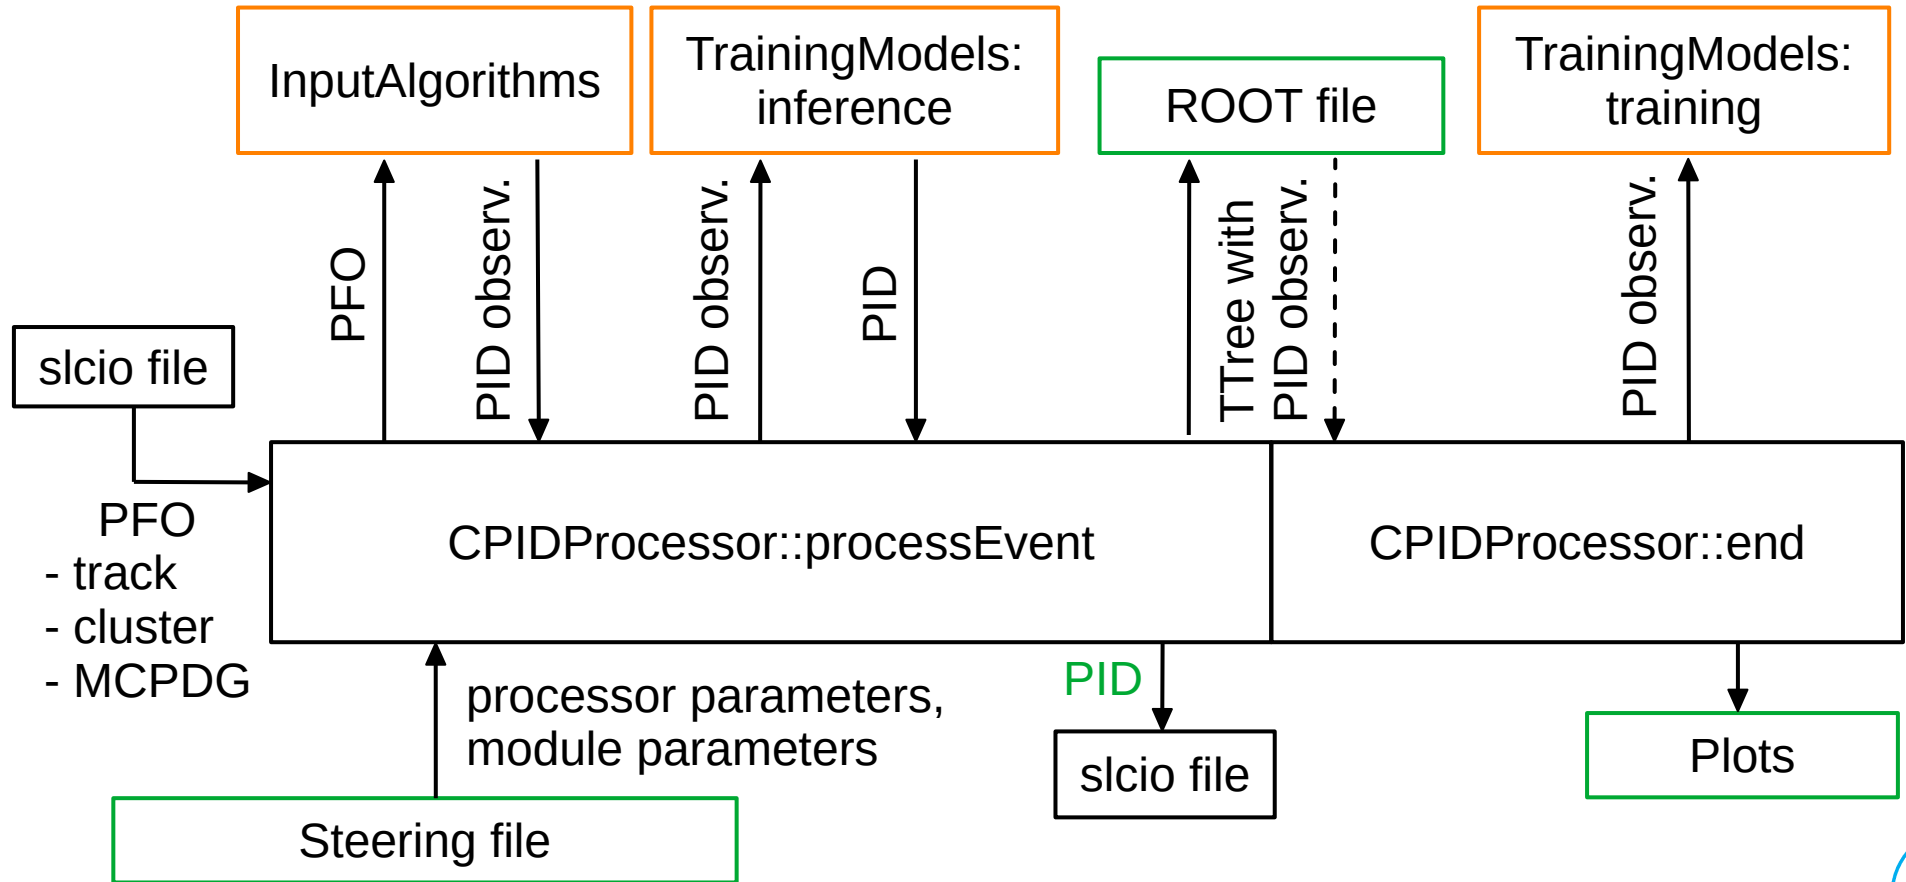 InputAlgorithms
TrainingModels:
inference
ROOT file
TrainingModels:
training
PFO
PID observ.
PID observ.
PID
TTree with
PID observ.
PID observ.
slcio file
PFO
- track
- cluster
- MCPDG
CPIDProcessor::processEvent
CPIDProcessor::end
processor parameters,
module parameters
PID
slcio file
Plots
Steering file